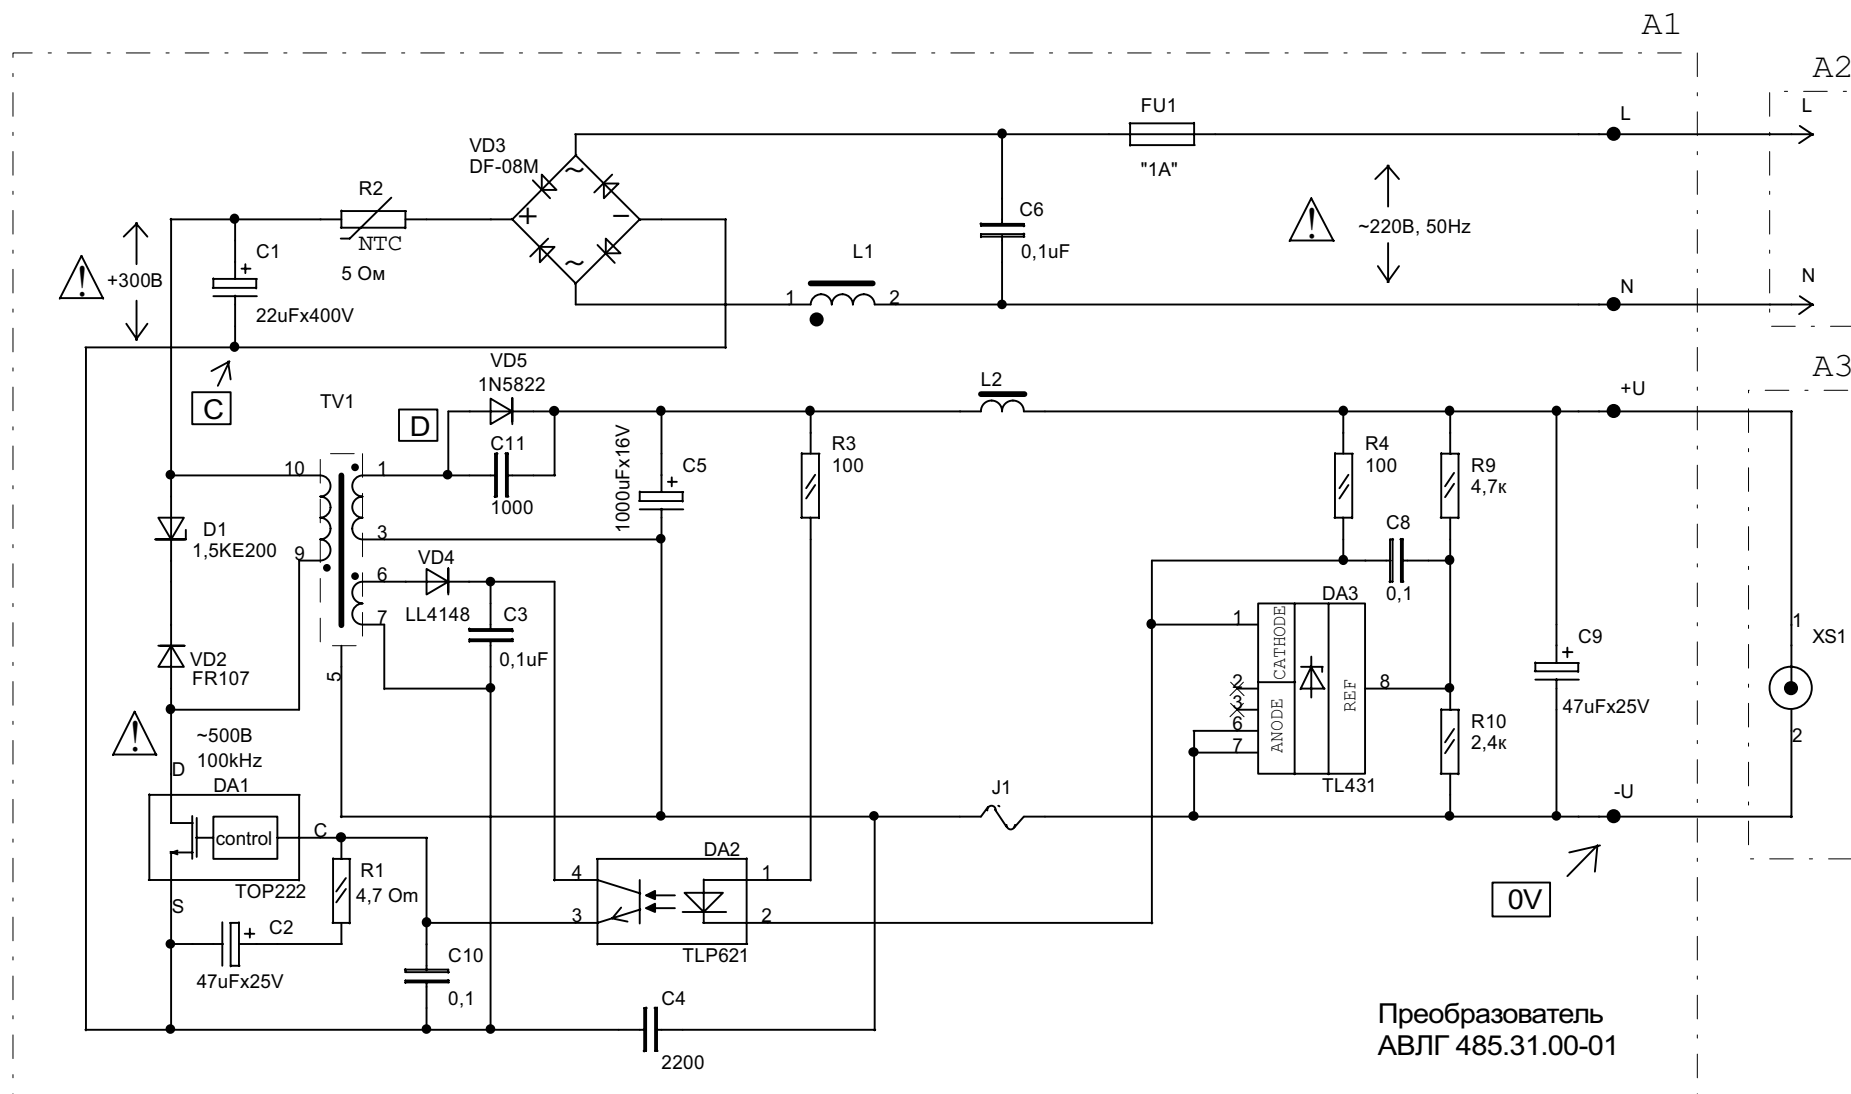 A1
A2
L
FU1
L
"1A"
VD3
DF-08M
~
+
−
~
R2
NTC
5 Ом
C6
0,1uF
!
~220В, 50Hz
C1
+
22uFx400V
!
+300В
L1
1
2
N
N
C
VD5
1N5822
L2
+U
A3
TV1
D
C11
1000
10
1
1000uFx16V
C5
+
R3
100
R4
100
R9
4,7к
D1
1,5KE200
9
3
C8
0,1
VD4
6
LL4148
7
C3
0,1uF
DA3
1
CATHODE
2
3
6
7
ANODE
REF
8
TL431
C9
+
47uFx25V
1
XS1
2
VD2
FR107
5
!
~500В
100kHz
D
DA1
R10
2,4к
J1
-U
control
C
TOP222
S
R1
4,7 Om
DA2
4
1
3
2
TLP621
0V
+
C2
47uFx25V
C10
0,1
C4
2200
Преобразователь
АВЛГ 485.31.00-01